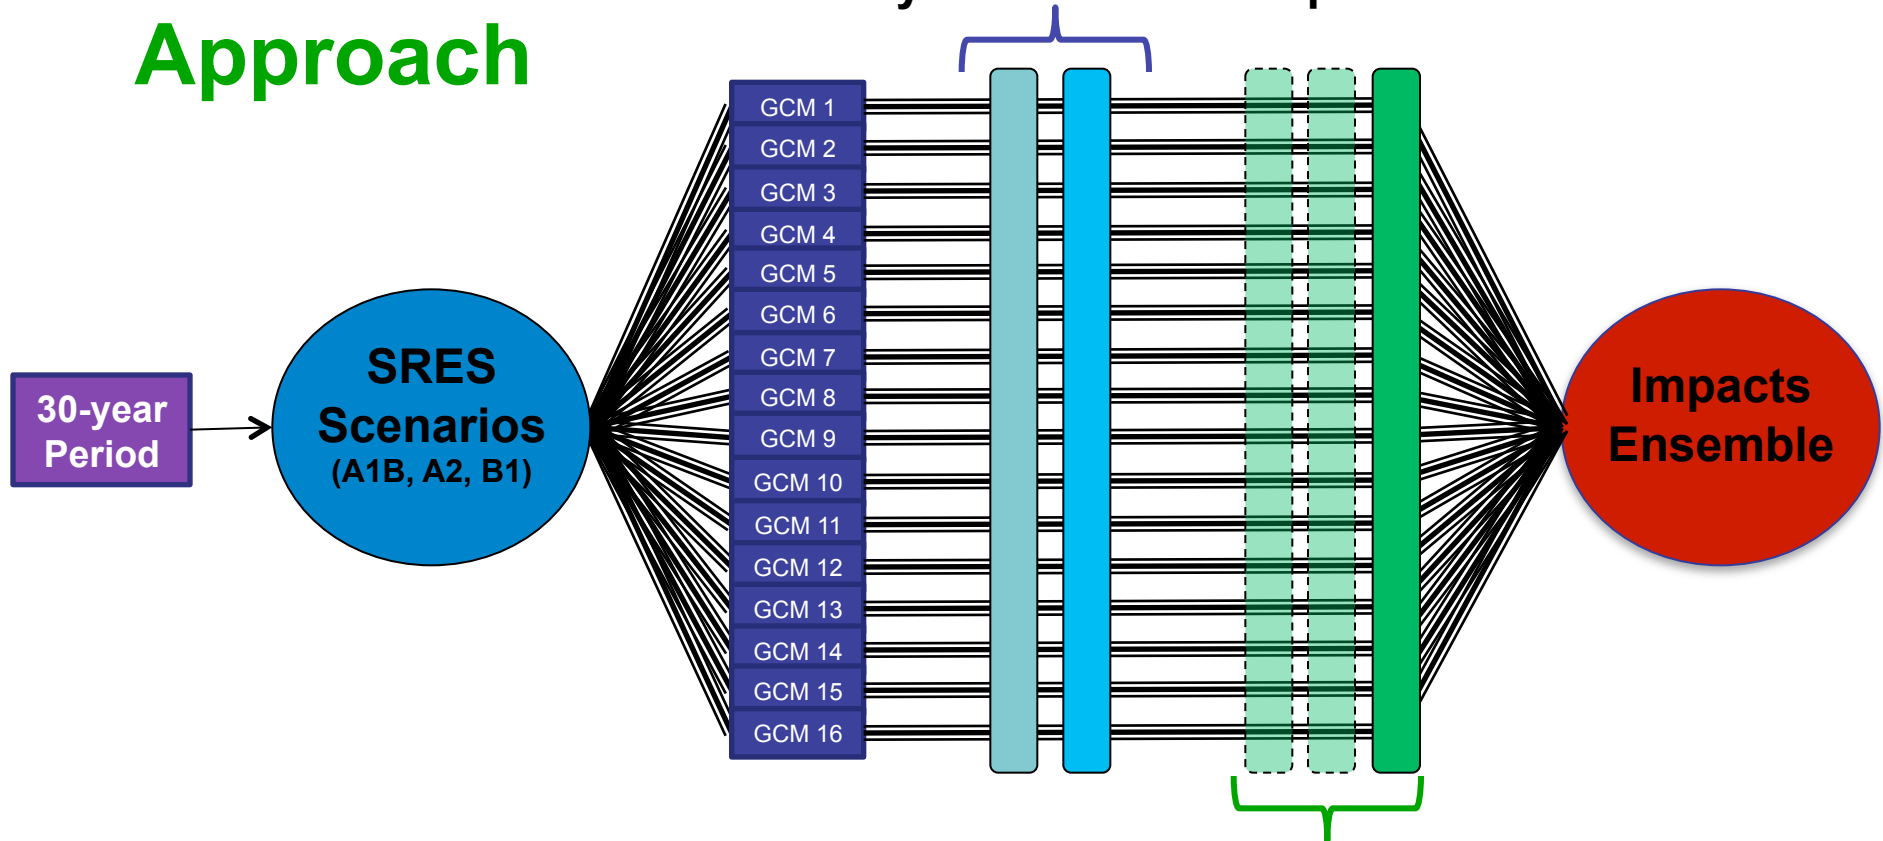 Approach
GCM 1
GCM 2
GCM 3
GCM 4
GCM 5
GCM 6
GCM 7
GCM 8
GCM 9
GCM 10
GCM 11
GCM 12
GCM 13
GCM 14
GCM 15
GCM 16
30-year
Period
SRES
Scenarios
(A1B, A2, B1)
Impacts
Ensemble